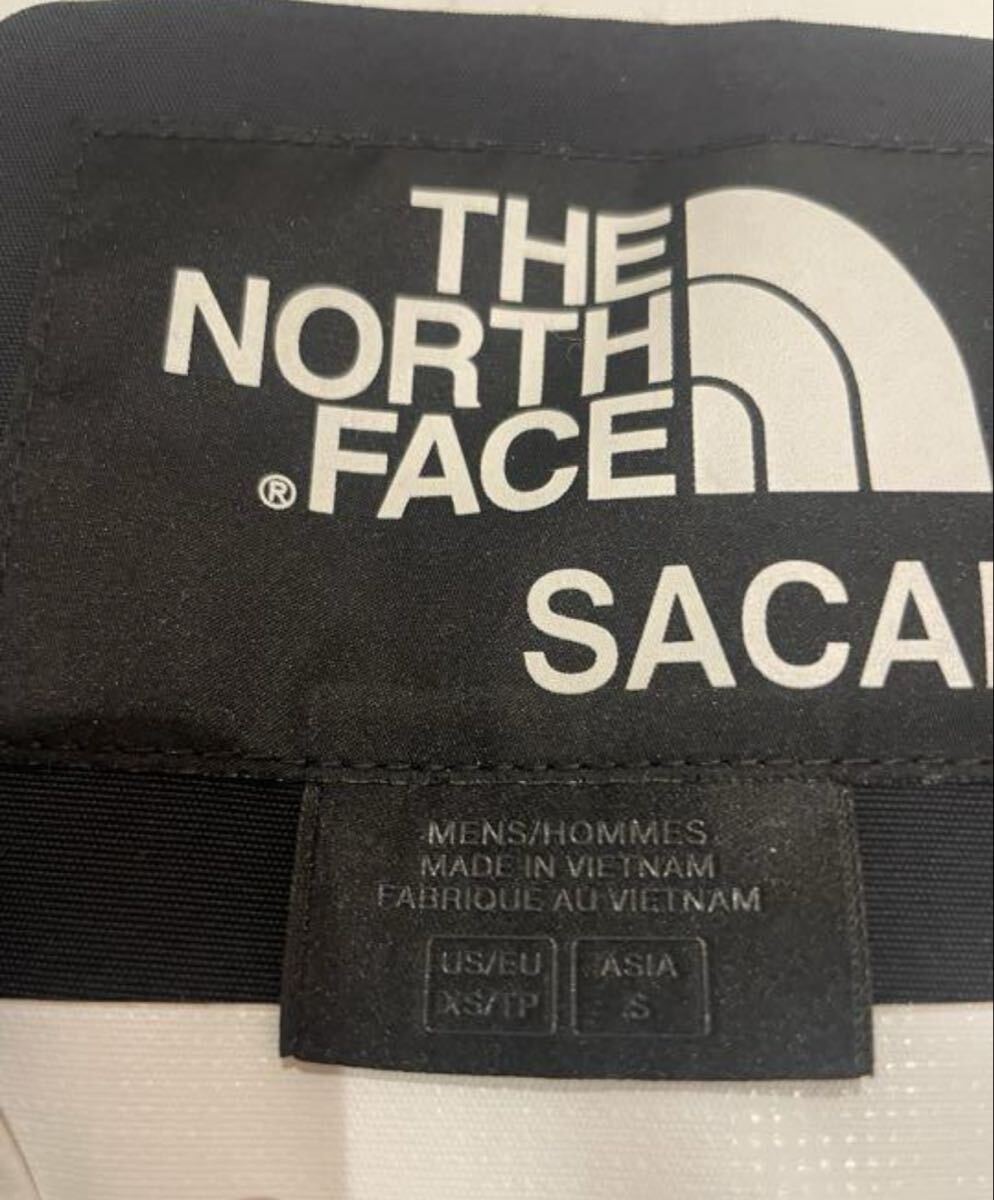 THE
NORTH
FACE
®
SACAI
MENS/HOMMES
MADE IN VIETNAM
FABRIQUE AU VIETNAM
US/EU
XS/TP
ASIA
S